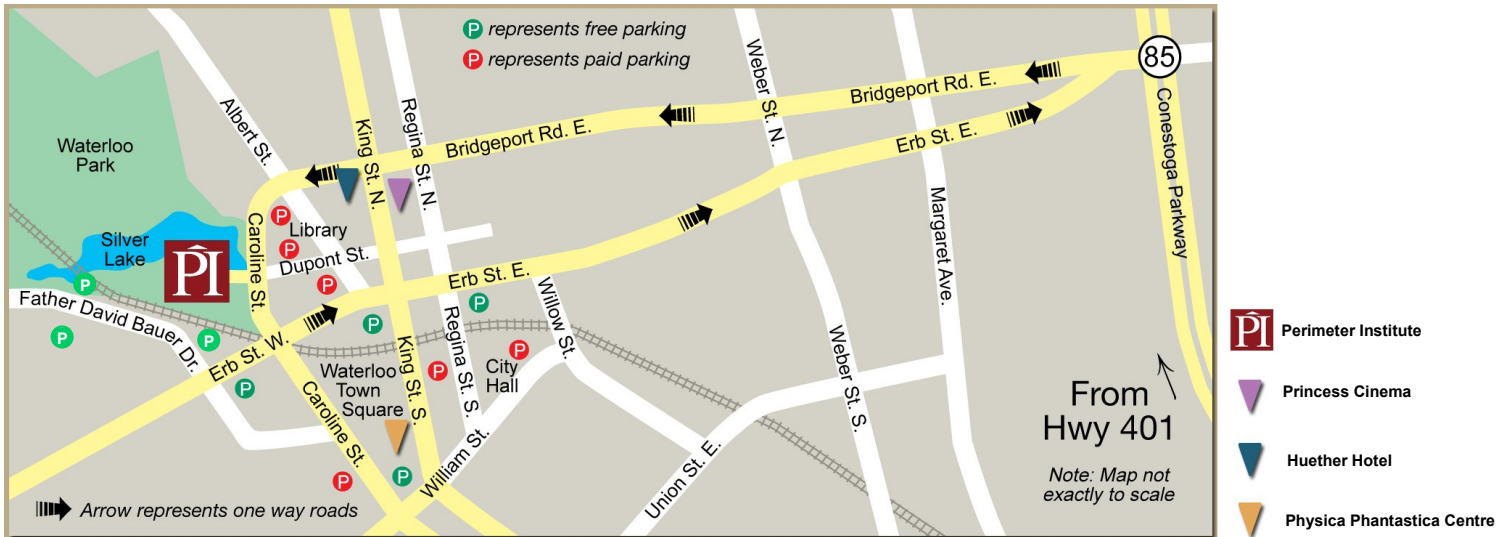 P represents free parking
P represents paid parking
85
Bridgeport Rd. E.
Bridgeport Rd. E.
Erb St. E.
Erb St. E.
Erb St. W.
Albert St.
King St. N.
Regina St. N.
Weber St. N.
Margaret Ave.
Conestoga Parkway
Waterloo
Park
Silver
Lake
PI
Caroline St.
P
Library
P
Dupont St.
P
P
Father David Bauer Dr.
P
P
P
P
P
Willow St.
King St. S.
Regina St. S.
P
P
City
Hall
Waterloo
Town
Square
Caroline St.
P
P
William St.
Union St. E.
Weber St. S.
From
Hwy 401
Note: Map not
exactly to scale
Arrow represents one way roads
PI Perimeter Institute
Princess Cinema
Huether Hotel
Physica Phantastica Centre